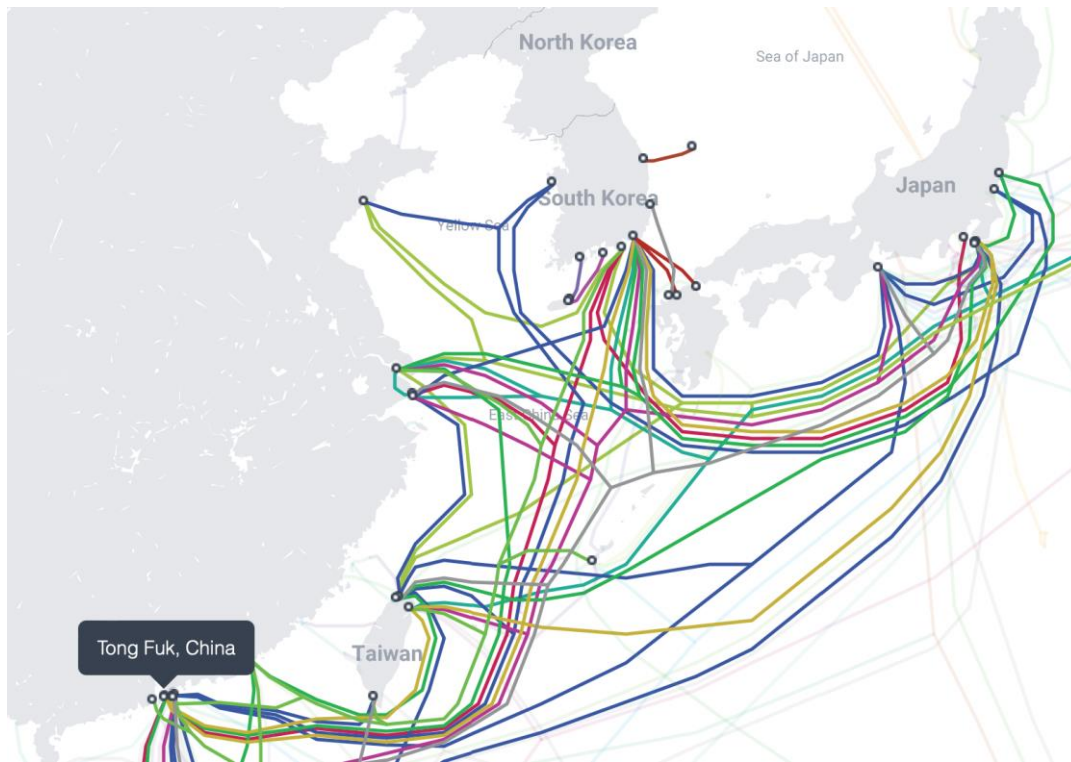 North Korea
Sea of Japan
South Korea
Japan
Yellow Sea
East China Sea
Tong Fuk, China
Taiwan